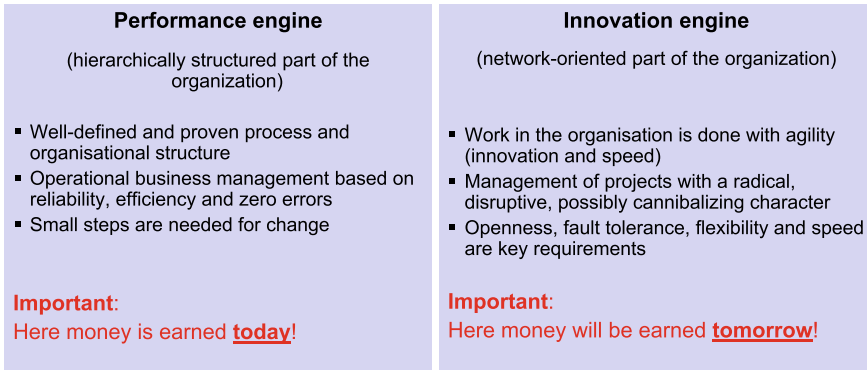 Performance engine
(hierarchically structured part of the
organization)
▪ Well-defined and proven process and
organisational structure
▪ Operational business management based on
reliability, efficiency and zero errors
▪ Small steps are needed for change
Important:
Here money is earned today!
Innovation engine
(network-oriented part of the organization)
▪ Work in the organisation is done with agility
(innovation and speed)
▪ Management of projects with a radical,
disruptive, possibly cannibalizing character
▪ Openness, fault tolerance, flexibility and speed
are key requirements
Important:
Here money will be earned tomorrow!